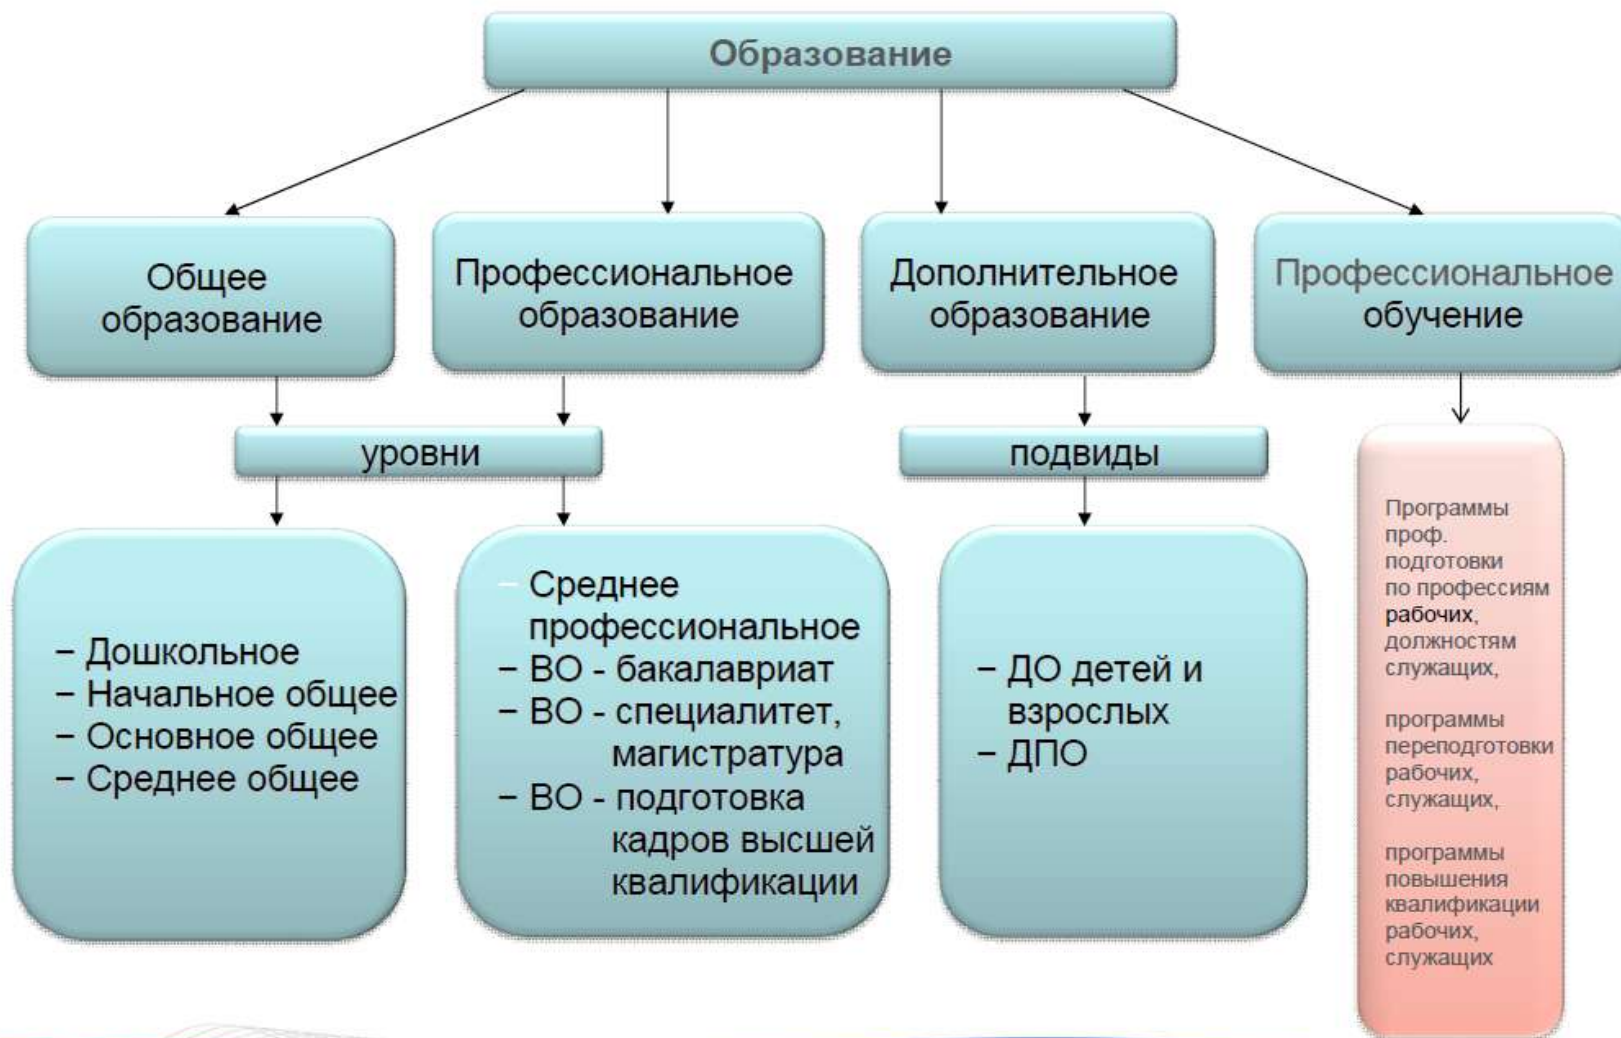 Образование
Общее
образование
Профессиональное
образование
Дополнительное
образование
Профессиональное
обучение
уровни
подвиды
– Дошкольное
– Начальное общее
– Основное общее
– Среднее общее
– Среднее
профессиональное
– ВО - бакалавриат
– ВО - специалитет,
магистратура
– ВО - подготовка
кадров высшей
квалификации
– ДО детей и
взрослых
– ДПО
Программы
проф.
подготовки
по профессиям
рабочих,
должностям
служащих,
программы
переподготовки
рабочих,
служащих,
программы
повышения
квалификации
рабочих,
служащих